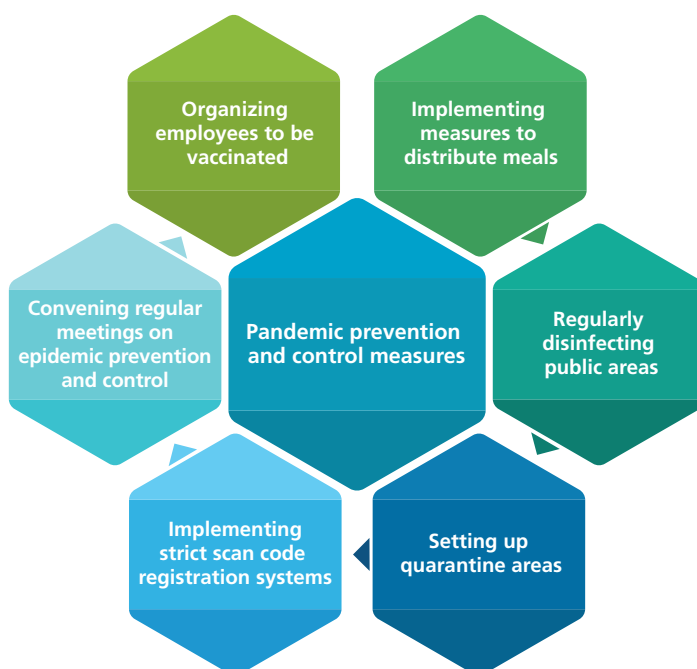 Organizing
employees to be
vaccinated
Implementing
measures to
distribute meals
Convening regular
meetings on
epidemic prevention
and control
Pandemic prevention
and control measures
Regularly
disinfecting
public areas
Implementing
strict scan code
registration systems
Setting up
quarantine areas